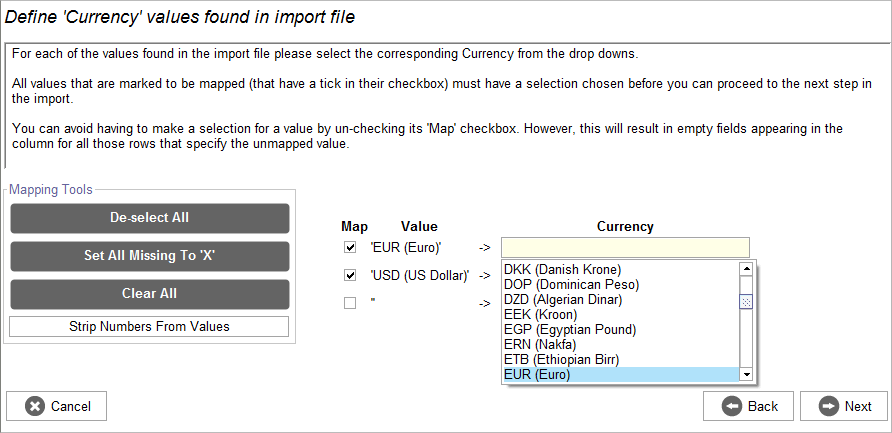 Define 'Currency' values found in import file
For each of the values found in the import file please select the corresponding Currency from the drop downs.
All values that are marked to be mapped (that have a tick in their checkbox) must have a selection chosen before you can proceed to the next step in
the import.
You can avoid having to make a selection for a value by un-checking its 'Map' checkbox. However, this will result in empty fields appearing in the
column for all those rows that specify the unmapped value.
Mapping Tools
De-select All
Set All Missing To 'X'
Clear All
Strip Numbers From Values
Map Value Currency
'EUR (Euro)' ->
'USD (US Dollar)' ->
'' ->
DKK (Danish Krone)
DOP (Dominican Peso)
DZD (Algerian Dinar)
EEK (Kroon)
EGP (Egyptian Pound)
ERN (Nakfa)
ETB (Ethiopian Birr)
EUR (Euro)
Cancel
Back
Next